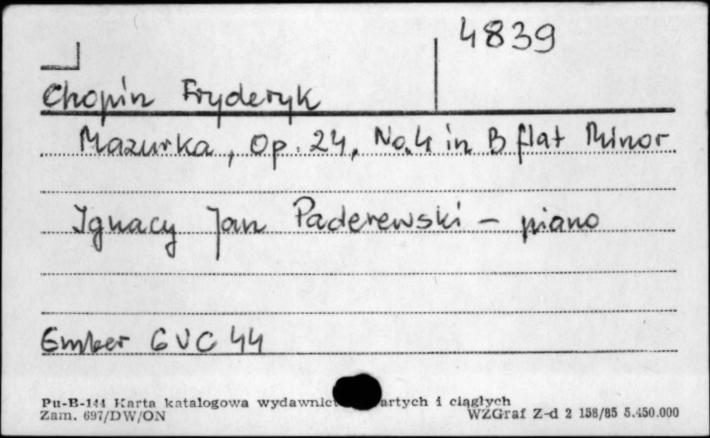 4839
Chopin Fryderyk
Mazurka, Op. 24, No.4 in B flat Minor
Ignacy Jan Paderewski – piano
Ember GVC 44
Pu-B-144 Karta katalogowa artych i ciągłych
Zam. 697/DW/ON WZGraf Z-d 2 158/85 5.450.000